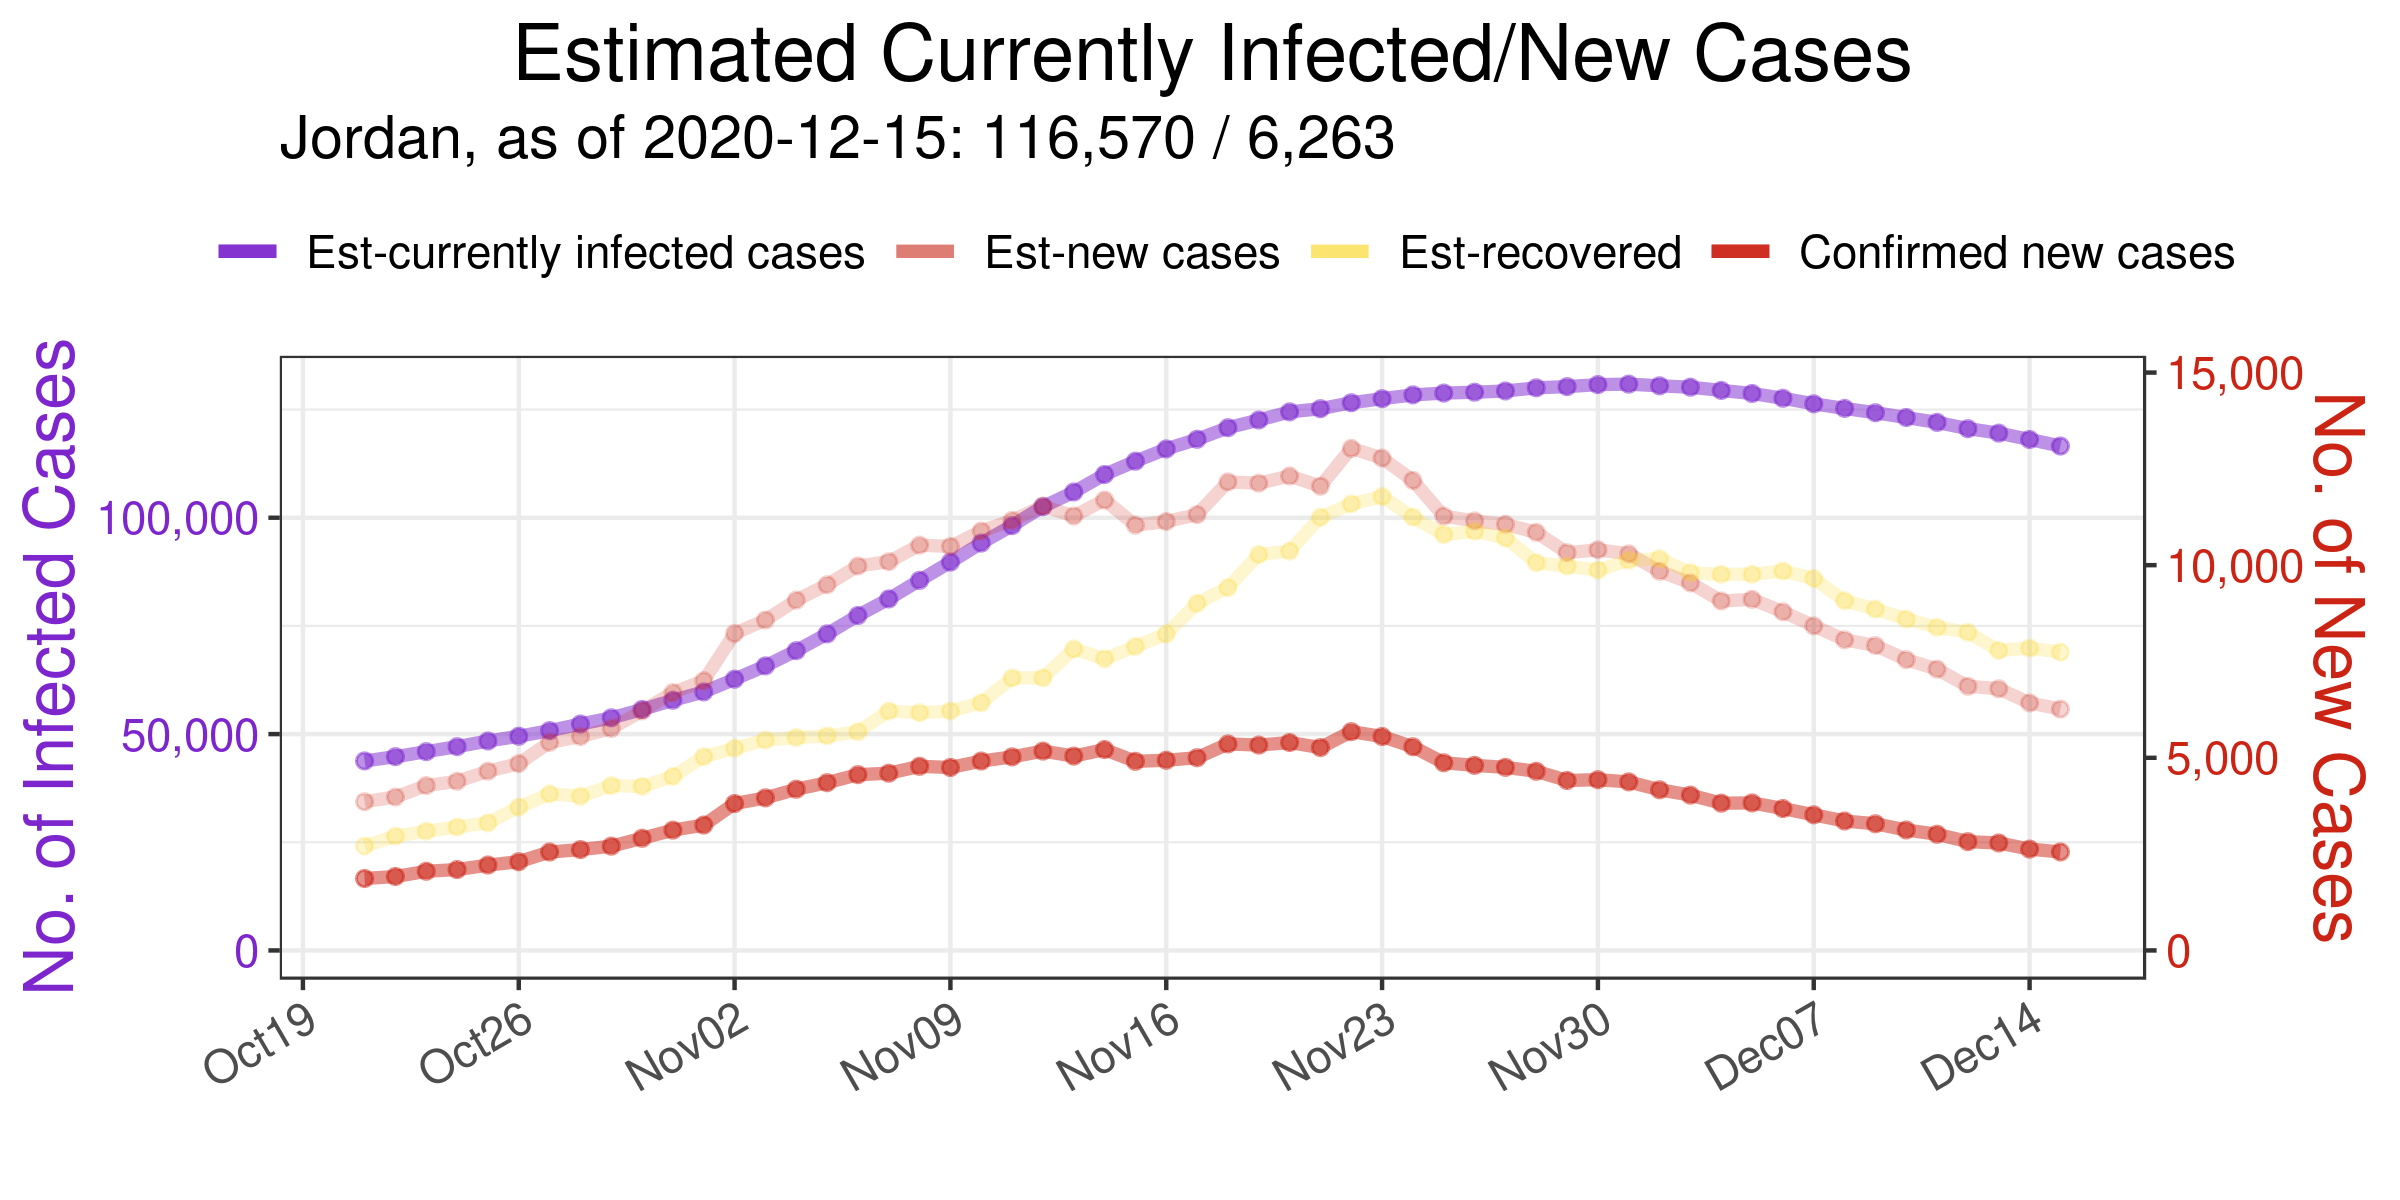 Estimated Currently Infected/New Cases
Jordan, as of 2020-12-15: 116,570 / 6,263
Est-currently infected cases Est-new cases Est-recovered Confirmed new cases
No. of Infected Cases
100,000
50,000
0
15,000
10,000
5,000
0
No. of New Cases
Oct19 Oct26 Nov02 Nov09 Nov16 Nov23 Nov30 Dec07 Dec14